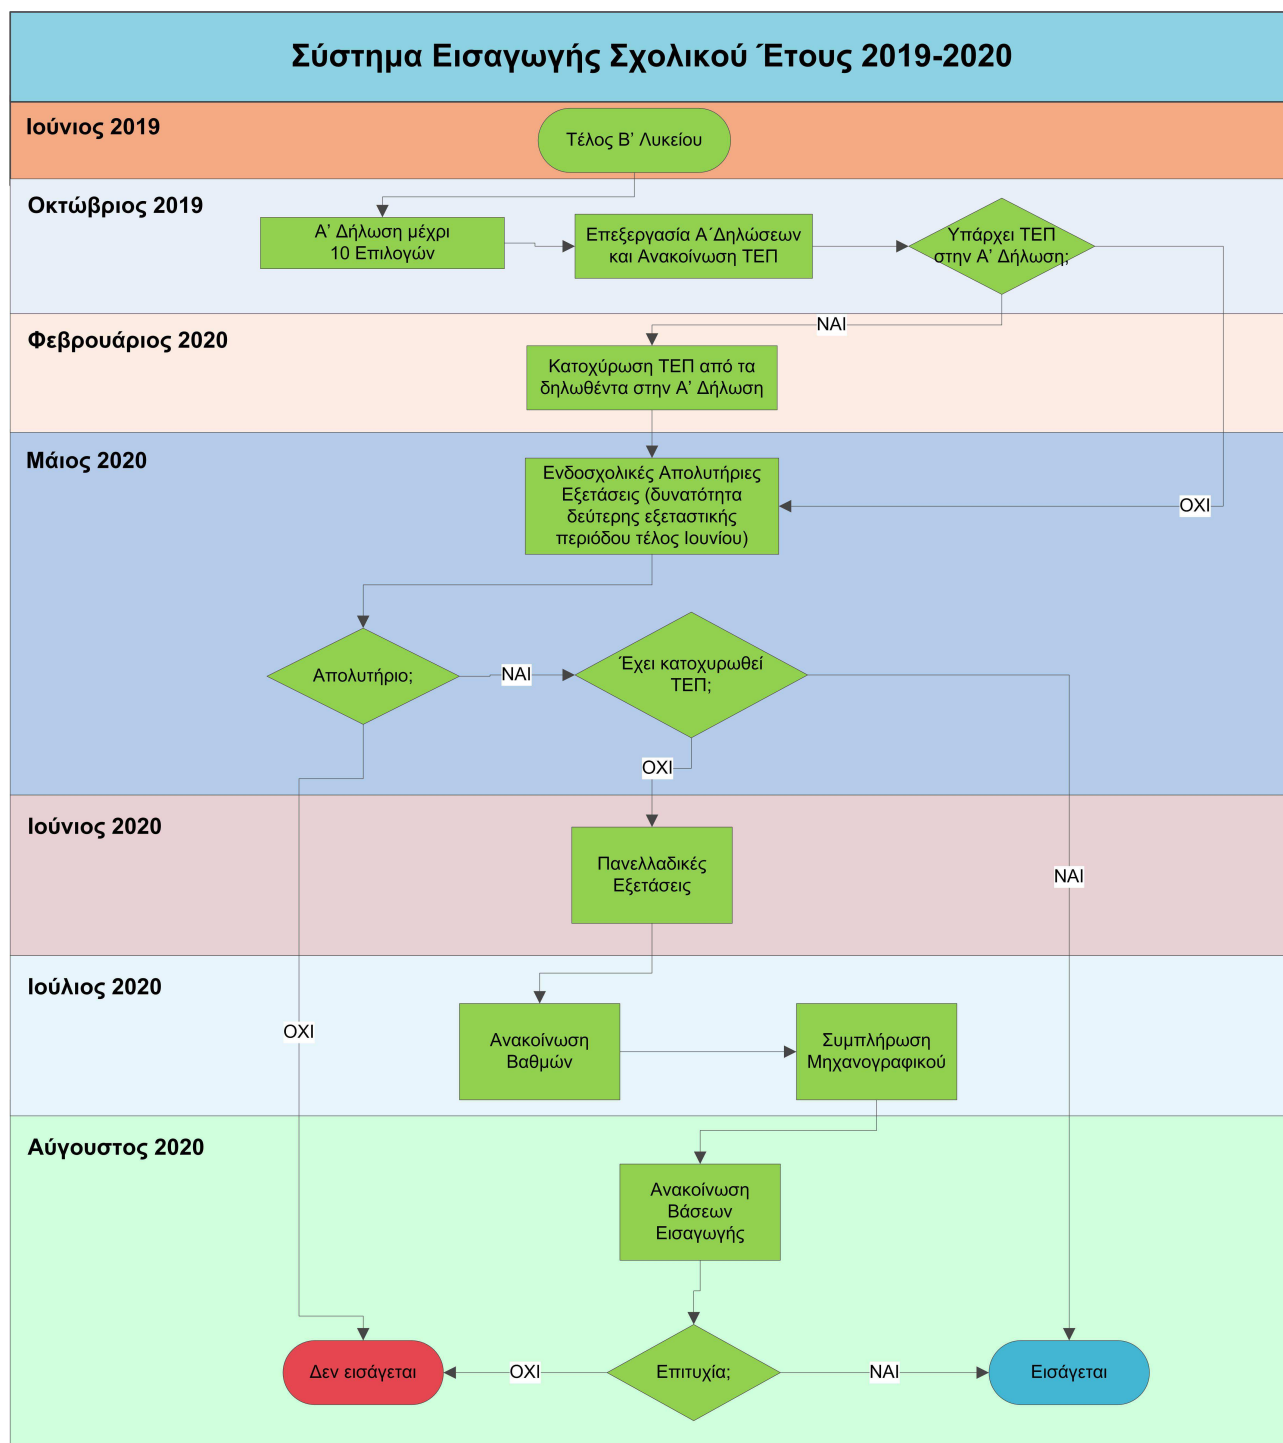 Σύστημα Εισαγωγής Σχολικού Έτους 2019-2020
Ιούνιος 2019
Τέλος Β’ Λυκείου
Οκτώβριος 2019
Α’ Δήλωση μέχρι
10 Επιλογών
Επεξεργασία Α΄Δηλώσεων
και Ανακοίνωση ΤΕΠ
Υπάρχει ΤΕΠ
στην Α’ Δήλωση;
ΝΑΙ
Φεβρουάριος 2020
Κατοχύρωση ΤΕΠ από τα
δηλωθέντα στην Α’ Δήλωση
Μάιος 2020
Ενδοσχολικές Απολυτήριες
Εξετάσεις (δυνατότητα
δεύτερης εξεταστικής
περιόδου τέλος Ιουνίου)
ΟΧΙ
Απολυτήριο;
ΝΑΙ
Έχει κατοχυρωθεί
ΤΕΠ;
ΟΧΙ
Ιούνιος 2020
Πανελλαδικές
Εξετάσεις
ΝΑΙ
Ιούλιος 2020
ΟΧΙ
Ανακοίνωση
Βαθμών
Συμπλήρωση
Μηχανογραφικού
Αύγουστος 2020
Ανακοίνωση
Βάσεων
Εισαγωγής
Δεν εισάγεται
ΟΧΙ
Επιτυχία;
ΝΑΙ
Εισάγεται